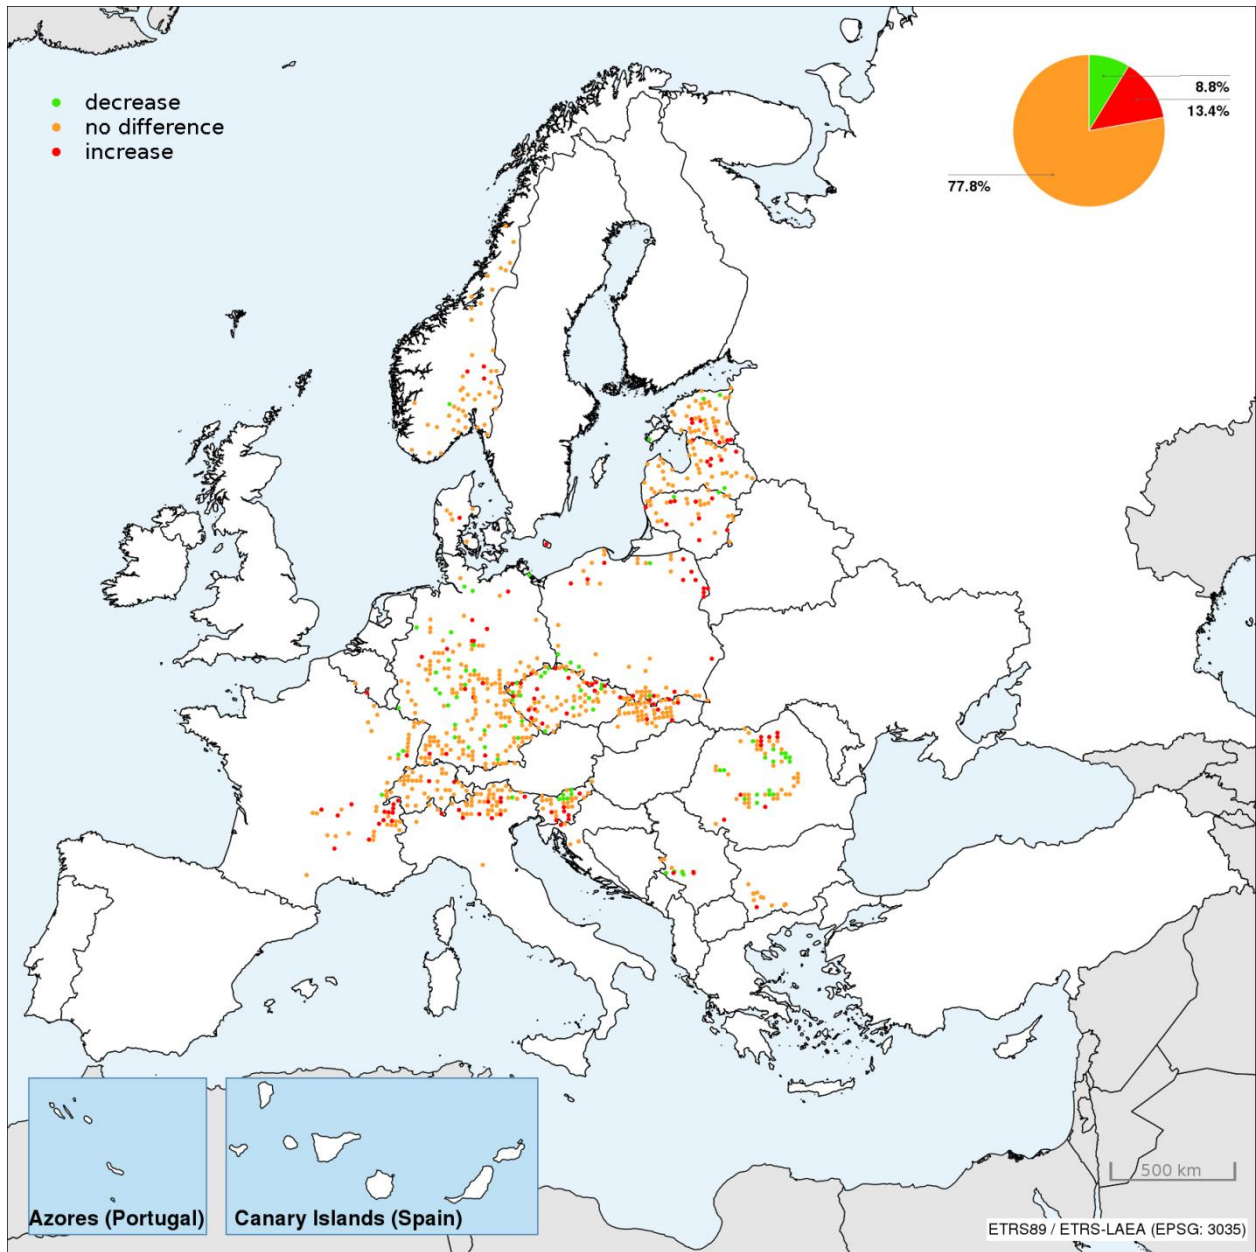 decrease
no difference
increase
8.8%
13.4%
77.8%
500 km
Azores (Portugal)
Canary Islands (Spain)
ETRS89 / ETRS-LAEA (EPSG: 3035)